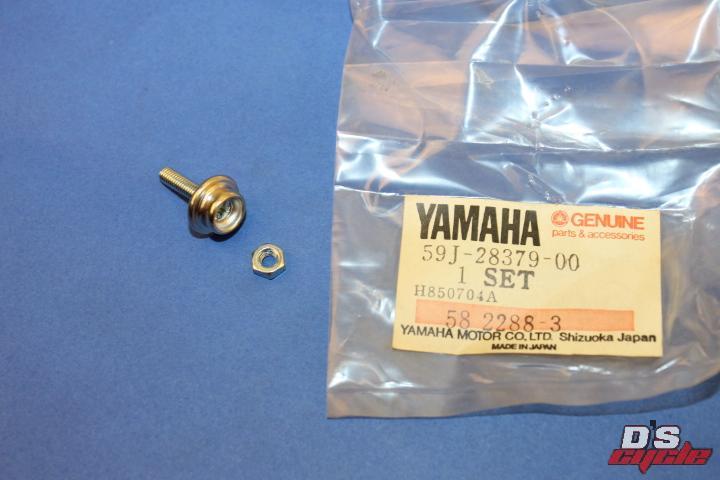 YAMAHA GENUINE
parts & accessories
59J-28379-00
1 SET
H850704A
58 2288-3
YAMAHA MOTOR CO., LTD. Shizuoka Japan
MADE IN JAPAN
D's
cycle